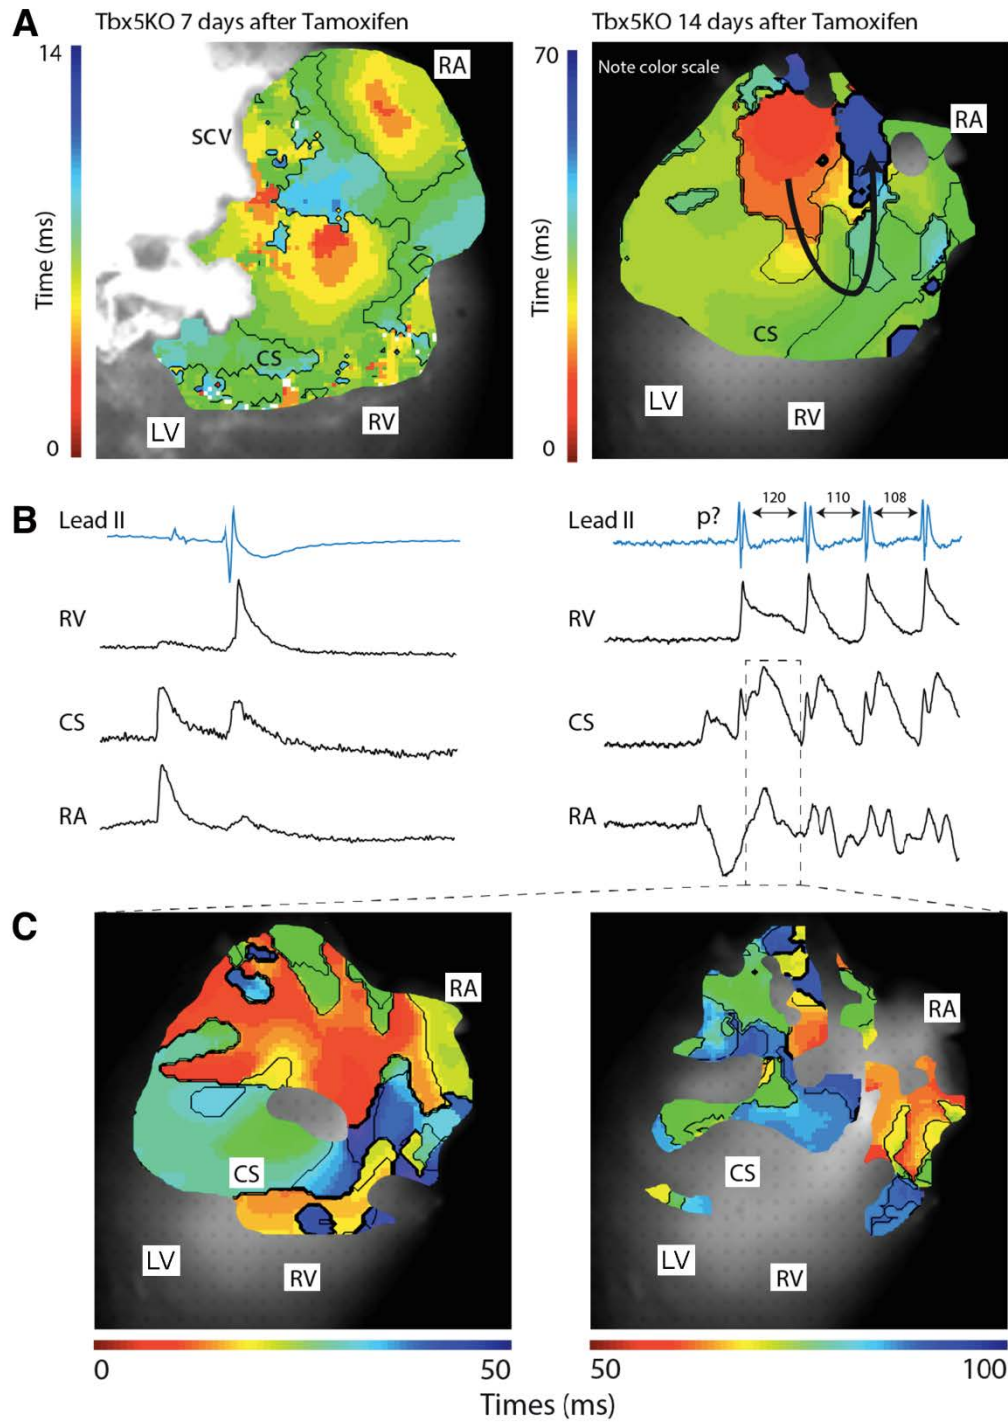 A
Tbx5KO 7 days after Tamoxifen
Tbx5KO 14 days after Tamoxifen
14
Time (ms)
0
SCV
RA
CS
LV
RV
70
Time (ms)
0
Note color scale
RA
CS
LV
RV
B
Lead II
RV
CS
RA
Lead II
p?
120
110
108
RV
CS
RA
C
RA
CS
LV
RV
RA
CS
LV
RV
0
50
50
100
Times (ms)